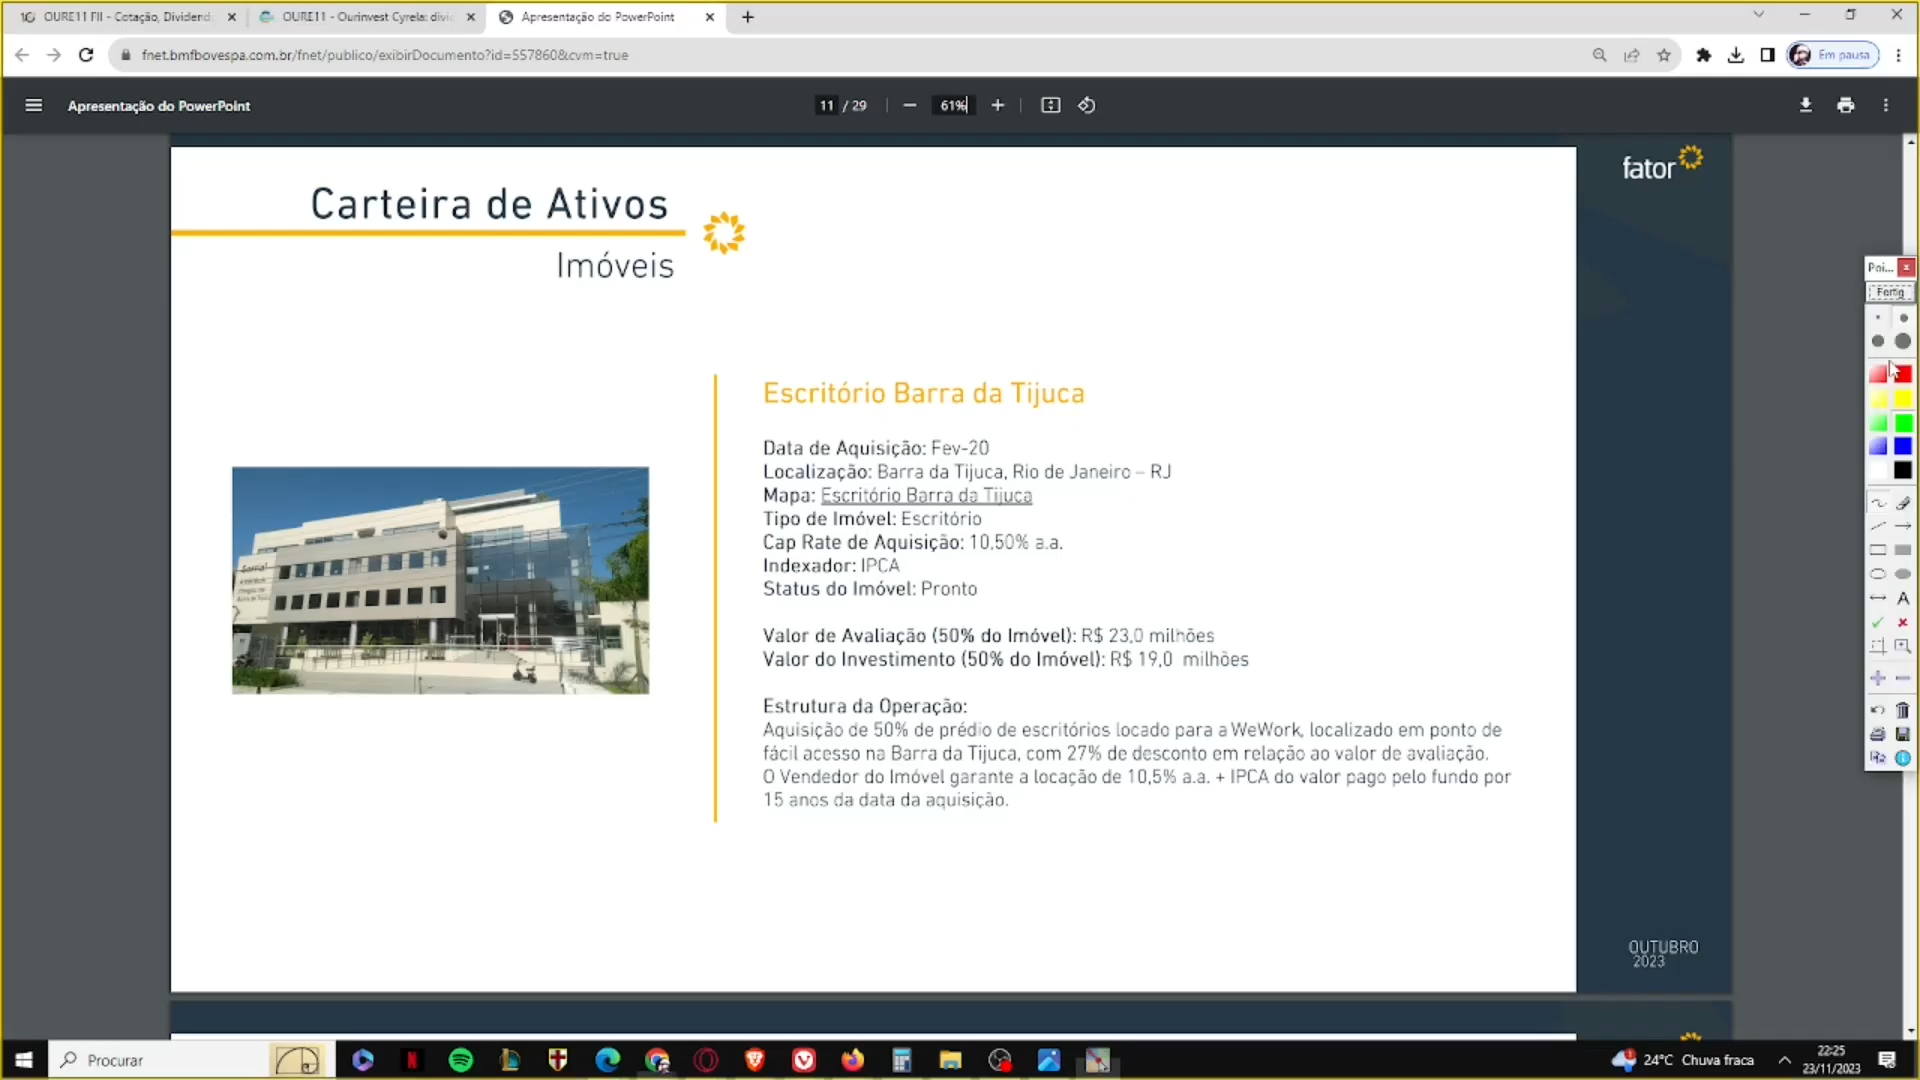 OURE11 FII - Cotação, Dividend
OURE11 - Ourinvest Cyrela: divi
Apresentação do PowerPoint
fnet.bmfbovespa.com.br/fnet/publico/exibirDocumento?id=557860&cvm=true
Em pausa
Apresentação do PowerPoint
11 / 29
61%
fator
Carteira de Ativos
Imóveis
Poi...
Fertig
Escritório Barra da Tijuca
Data de Aquisição: Fev-20
Localização: Barra da Tijuca, Rio de Janeiro – RJ
Mapa: Escritório Barra da Tijuca
Tipo de Imóvel: Escritório
Cap Rate de Aquisição: 10,50% a.a.
Indexador: IPCA
Status do Imóvel: Pronto
Valor de Avaliação (50% do Imóvel): R$ 23,0 milhões
Valor do Investimento (50% do Imóvel): R$ 19,0 milhões
Estrutura da Operação:
Aquisição de 50% de prédio de escritórios locado para a WeWork, localizado em ponto de
fácil acesso na Barra da Tijuca, com 27% de desconto em relação ao valor de avaliação.
O Vendedor do Imóvel garante a locação de 10,5% a.a. + IPCA do valor pago pelo fundo por
15 anos da data da aquisição.
OUTUBRO
2023
Procurar
24°C Chuva fraca
22:25
23/11/2023